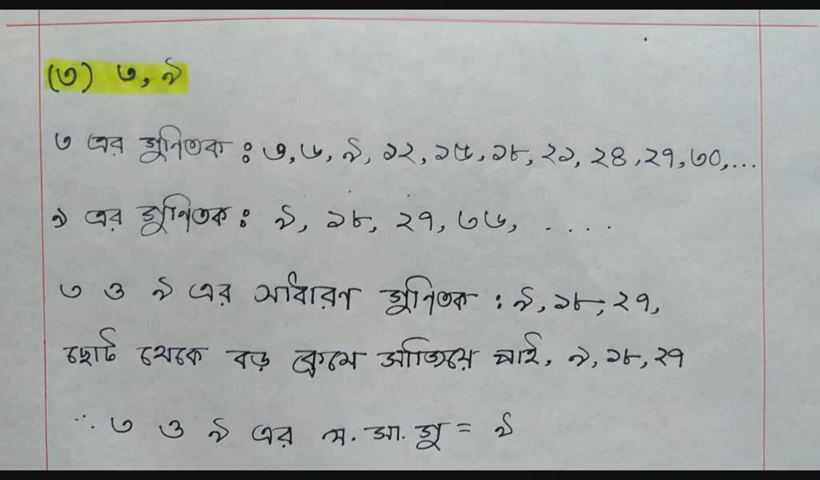 (৩) ৩, ৯
৩ এর গুণিতক : ৩, ৬, ৯, ১২, ১৫, ১৮, ২১, ২৪, ২৭, ৩০, ...
৯ এর গুণিতক : ৯, ১৮, ২৭, ৩৬, ....
৩ ও ৯ এর সাধারণ গুণিতক : ৯, ১৮, ২৭,
ছোট থেকে বড় ক্রমে সাজিয়ে পাই, ৯, ১৮, ২৭
∴ ৩ ও ৯ এর ল. সা. গু = ৯